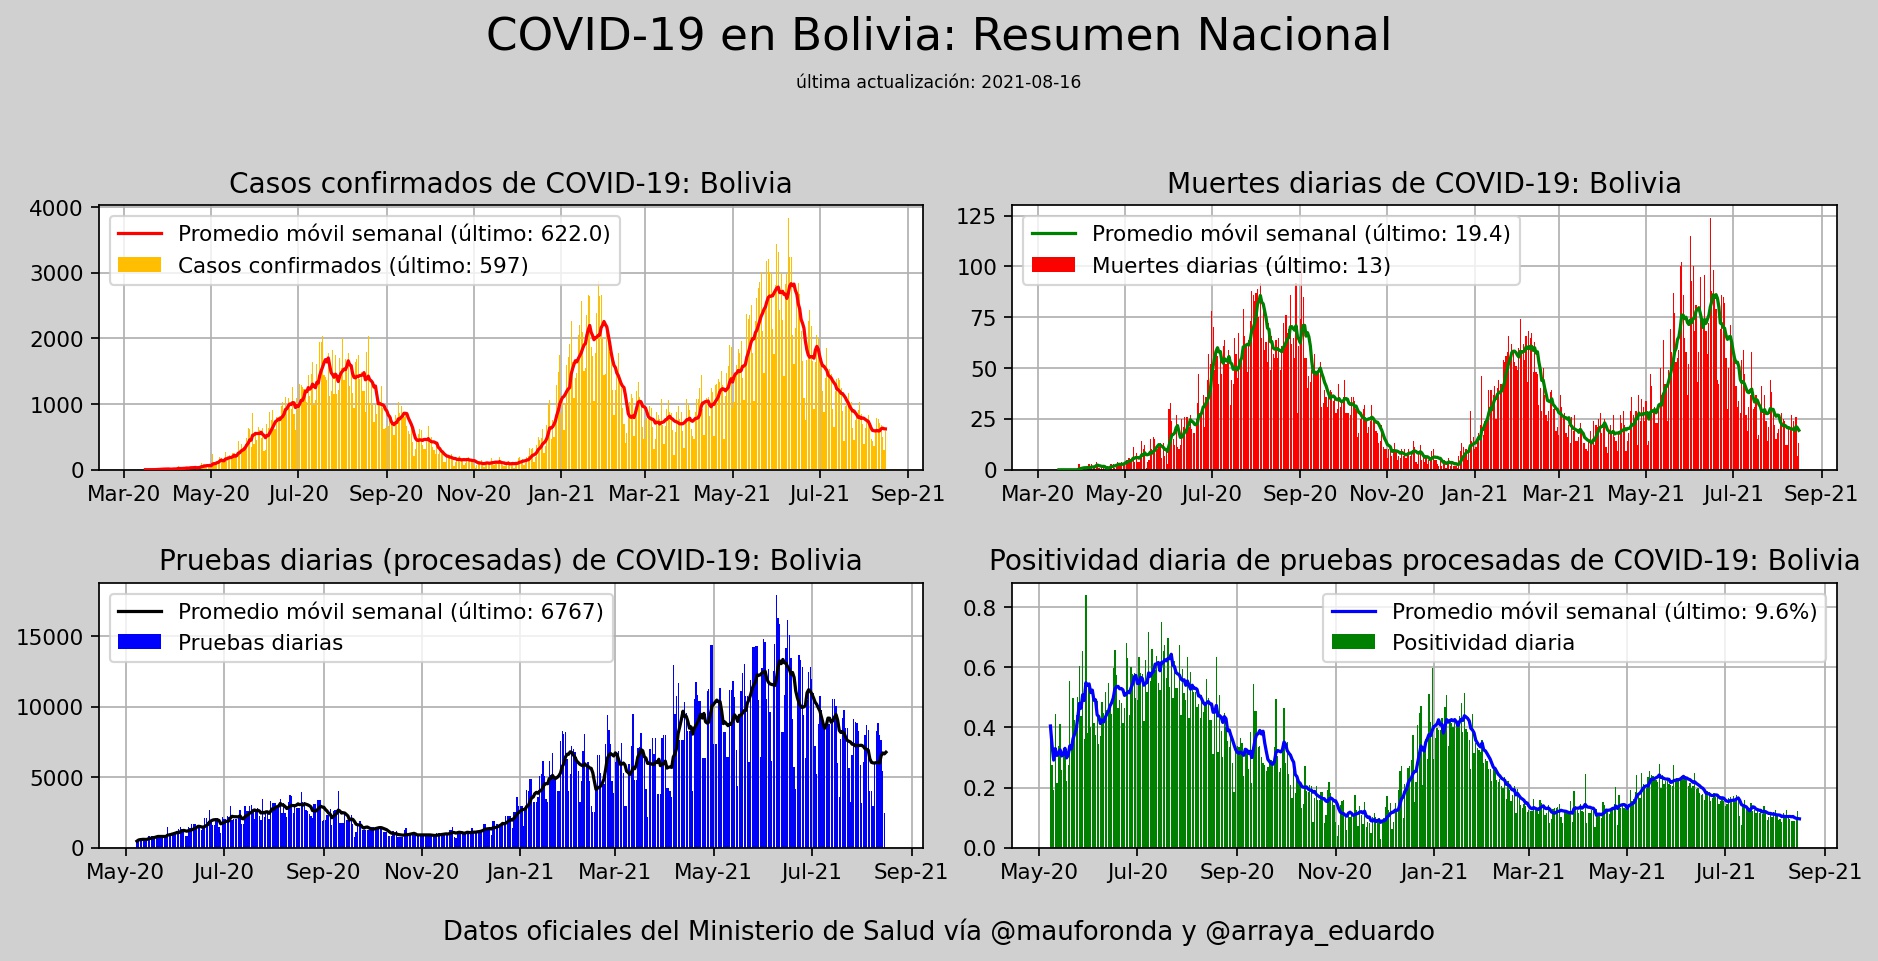 COVID-19 en Bolivia: Resumen Nacional
última actualización: 2021-08-16
Casos confirmados de COVID-19: Bolivia
4000
3000
2000
1000
0
Promedio móvil semanal (último: 622.0)
Casos confirmados (último: 597)
Mar-20 May-20 Jul-20 Sep-20 Nov-20 Jan-21 Mar-21 May-21 Jul-21 Sep-21
Muertes diarias de COVID-19: Bolivia
125
100
75
50
25
0
Promedio móvil semanal (último: 19.4)
Muertes diarias (último: 13)
Mar-20 May-20 Jul-20 Sep-20 Nov-20 Jan-21 Mar-21 May-21 Jul-21 Sep-21
Pruebas diarias (procesadas) de COVID-19: Bolivia
15000
10000
5000
0
Promedio móvil semanal (último: 6767)
Pruebas diarias
May-20 Jul-20 Sep-20 Nov-20 Jan-21 Mar-21 May-21 Jul-21 Sep-21
Positividad diaria de pruebas procesadas de COVID-19: Bolivia
0.8
0.6
0.4
0.2
0.0
Promedio móvil semanal (último: 9.6%)
Positividad diaria
May-20 Jul-20 Sep-20 Nov-20 Jan-21 Mar-21 May-21 Jul-21 Sep-21
Datos oficiales del Ministerio de Salud vía @mauforonda y @arraya_eduardo